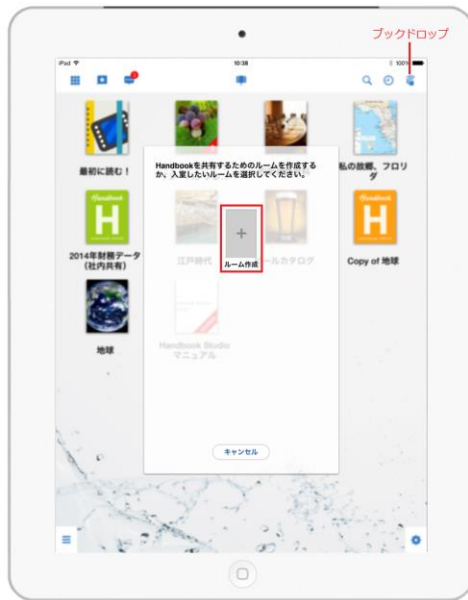 ブックドロップ
iPad
10:38
100%
最初に読む！
Handbookを共有するためのルームを作成する
か、入室したいルームを選択してください。
私の故郷、フロリ
ダ
Handbook
H
2014年財務データ
（社内共有）
＋
ルーム作成
江戸時代
ールカタログ
Handbook
H
Copy of 地球
地球
Handbook Studio
マニュアル
キャンセル